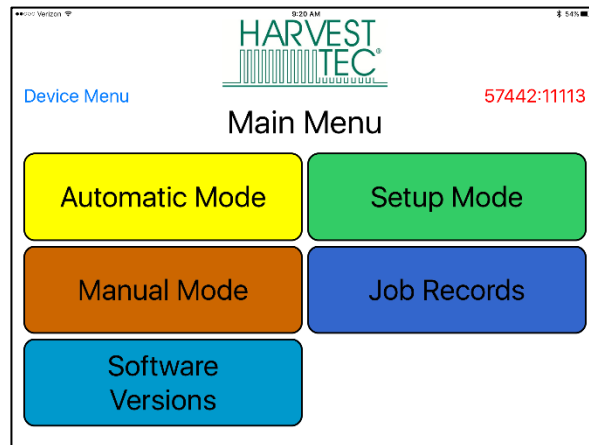 Verizon 9:20 AM 54%
HARVEST
TEC®
Device Menu 57442:11113
Main Menu
Automatic Mode Setup Mode
Manual Mode Job Records
Software
Versions